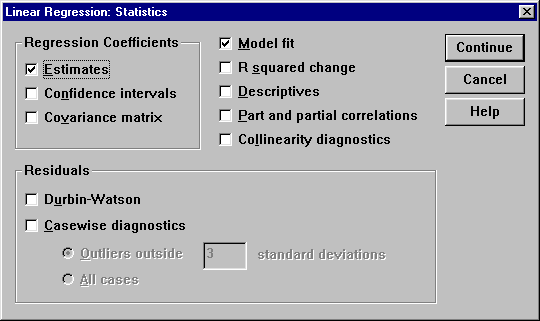 Linear Regression: Statistics
Regression Coefficients
Estimates
Confidence intervals
Covariance matrix
Model fit
R squared change
Descriptives
Part and partial correlations
Collinearity diagnostics
Continue
Cancel
Help
Residuals
Durbin-Watson
Casewise diagnostics
Outliers outside 3 standard deviations
All cases